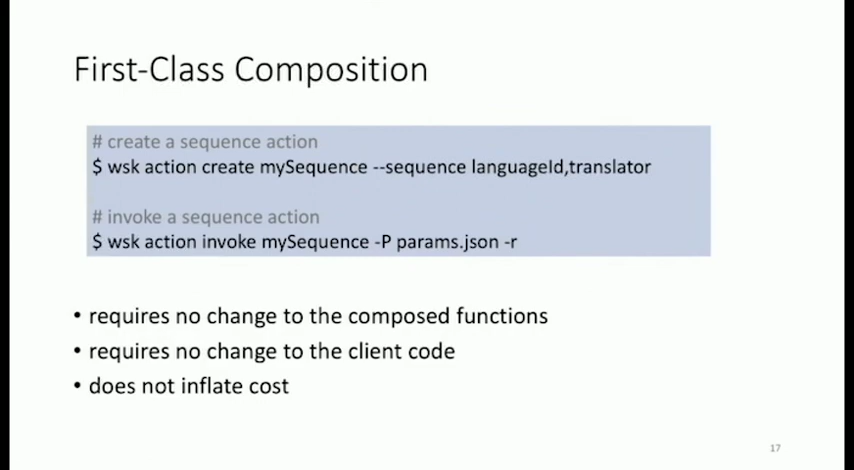 First-Class Composition
# create a sequence action
$ wsk action create mySequence --sequence languageId,translator
# invoke a sequence action
$ wsk action invoke mySequence -P params.json -r
• requires no change to the composed functions
• requires no change to the client code
• does not inflate cost
17